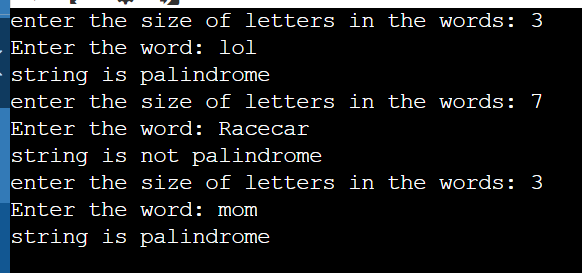 enter the size of letters in the words: 3
Enter the word: lol
string is palindrome
enter the size of letters in the words: 7
Enter the word: Racecar
string is not palindrome
enter the size of letters in the words: 3
Enter the word: mom
string is palindrome